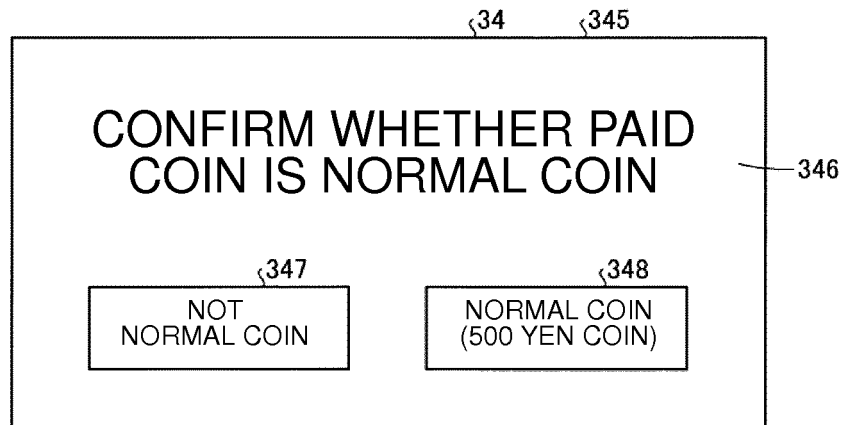 34 345
CONFIRM WHETHER PAID
COIN IS NORMAL COIN
346
347 348
NOT
NORMAL COIN
NORMAL COIN
(500 YEN COIN)